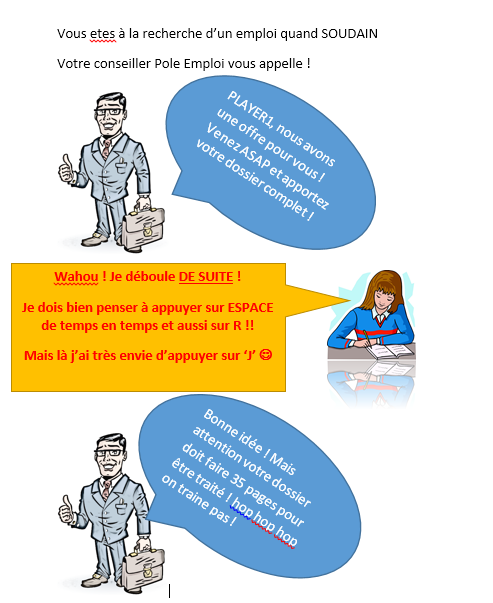 Vous etes à la recherche d’un emploi quand SOUDAIN
Votre conseiller Pole Emploi vous appelle !
PLAYER1, nous avons
une offre pour vous !
Venez ASAP et apportez
votre dossier complet !
Wahou ! Je déboule DE SUITE !
Je dois bien penser à appuyer sur ESPACE
de temps en temps et aussi sur R !!
Mais là j’ai très envie d’appuyer sur ‘J’ 😊
Bonne idée ! Mais
attention votre dossier
doit faire 35 pages pour
être traité ! hop hop hop
on traine pas !